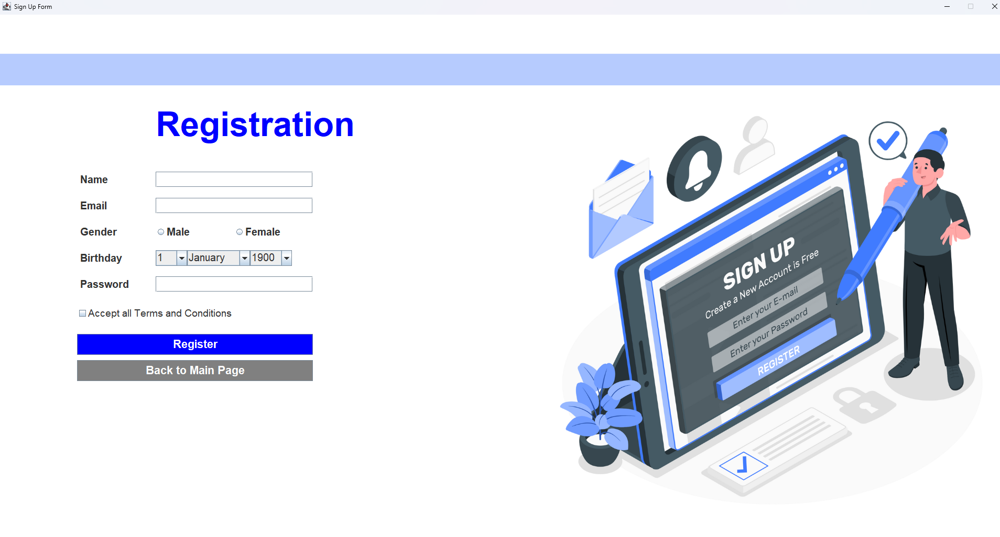 Sign Up Form
Registration
Name
Email
Gender Male Female
Birthday 1 January 1900
Password
Accept all Terms and Conditions
Register
Back to Main Page
SIGN UP
Create a New Account is Free
Enter your E-mail
Enter your Password
REGISTER